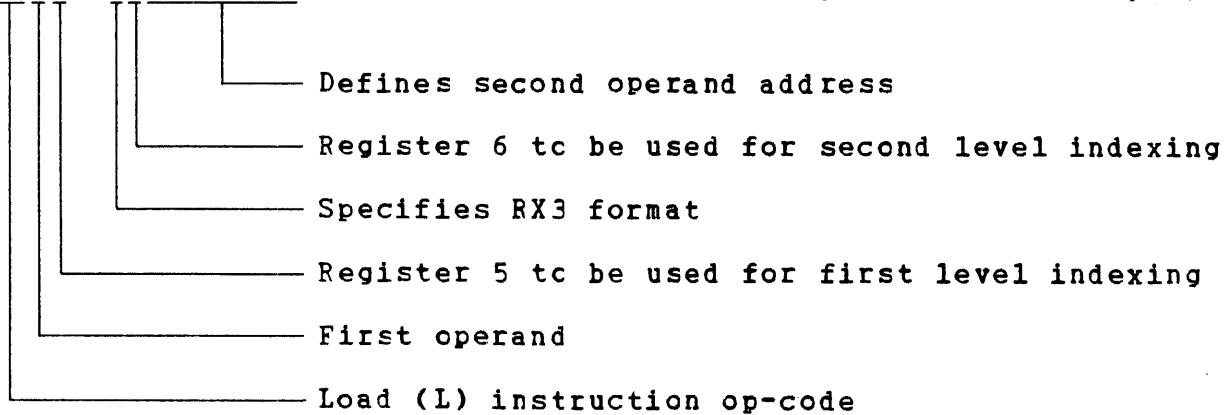 Defines second operand address
Register 6 tc be used for second level indexing
Specifies RX3 format
Register 5 tc be used for first level indexing
First operand
Load (L) instruction op-code